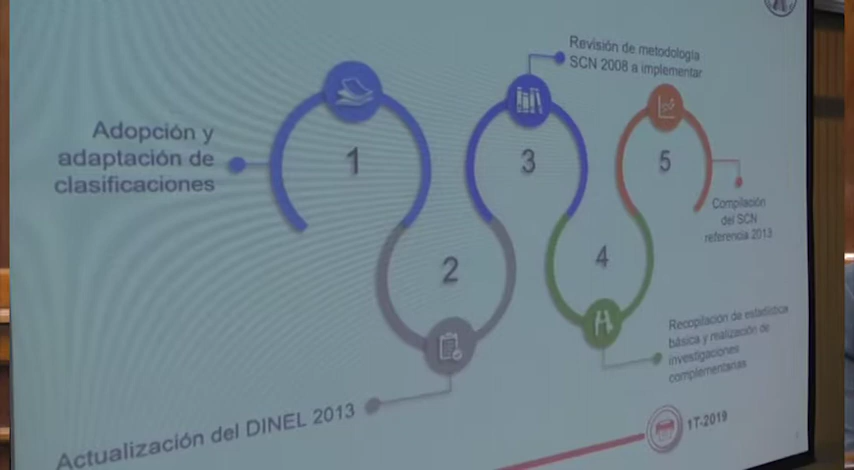 Adopción y
adaptación de
clasificaciones
1
2
Actualización del DINEL 2013
3
Revisión de metodología
SCN 2008 a implementar
4
Recopilación de estadística
básica y realización de
investigaciones
complementarias
5
Compilación
del SCN
referencia 2013
1T-2019